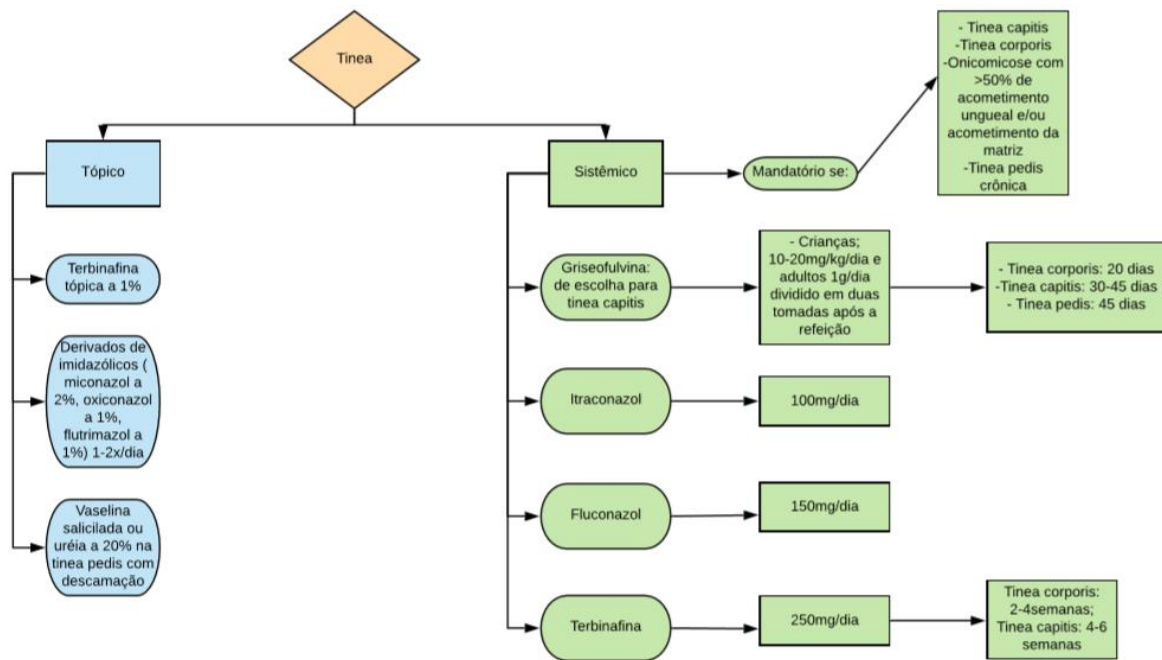 Tinea
Tópico
Terbinafina
tópica a 1%
Derivados de
imidazólicos (
miconazol a
2%, oxiconazol
a 1%,
flutrimazol a
1%) 1-2x/dia
Vaselina
salicilada ou
uréia a 20% na
tinea pedis com
descamação
Sistêmico
Mandatório se:
- Tinea capitis
-Tinea corporis
-Onicomicose com
>50% de
acometimento
ungueal e/ou
acometimento da
matriz
-Tinea pedis
crônica
Griseofulvina:
de escolha para
tinea capitis
- Crianças;
10-20mg/kg/dia e
adultos 1g/dia
dividido em duas
tomadas após a
refeição
- Tinea corporis: 20 dias
-Tinea capitis: 30-45 dias
- Tinea pedis: 45 dias
Itraconazol
100mg/dia
Fluconazol
150mg/dia
Terbinafina
250mg/dia
Tinea corporis:
2-4semanas;
Tinea capitis: 4-6
semanas